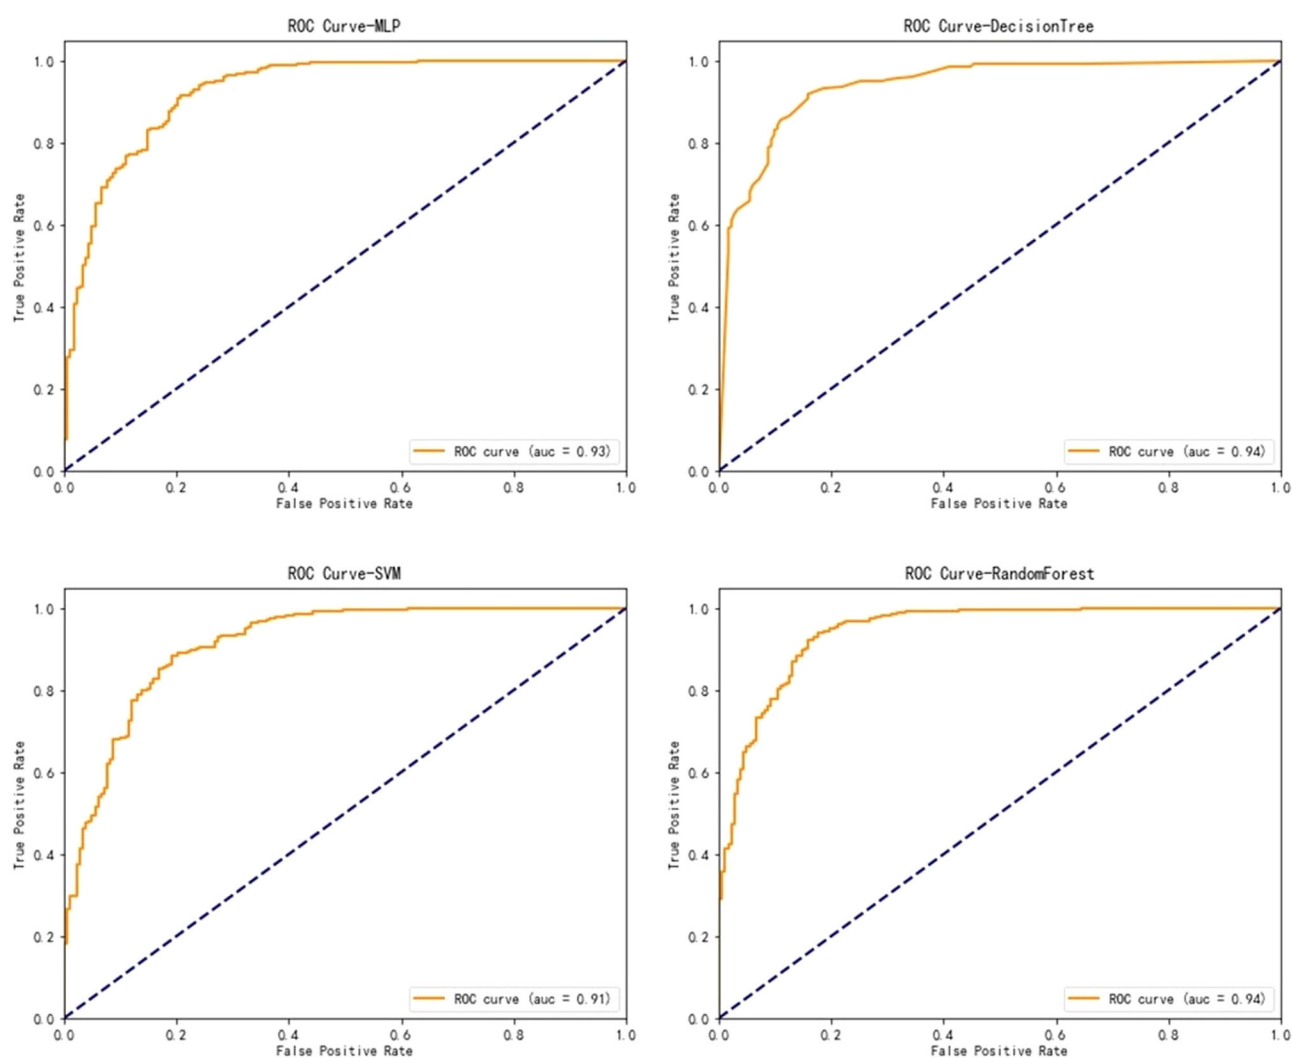 ROC Curve-MLP
True Positive Rate
1.0
0.8
0.6
0.4
0.2
0.0
ROC curve (auc = 0.93)
0.0 0.2 0.4 0.6 0.8 1.0
False Positive Rate
ROC Curve-DecisionTree
True Positive Rate
1.0
0.8
0.6
0.4
0.2
0.0
ROC curve (auc = 0.94)
0.0 0.2 0.4 0.6 0.8 1.0
False Positive Rate
ROC Curve-SVM
True Positive Rate
1.0
0.8
0.6
0.4
0.2
0.0
ROC curve (auc = 0.91)
0.0 0.2 0.4 0.6 0.8 1.0
False Positive Rate
ROC Curve-RandomForest
True Positive Rate
1.0
0.8
0.6
0.4
0.2
0.0
ROC curve (auc = 0.94)
0.0 0.2 0.4 0.6 0.8 1.0
False Positive Rate